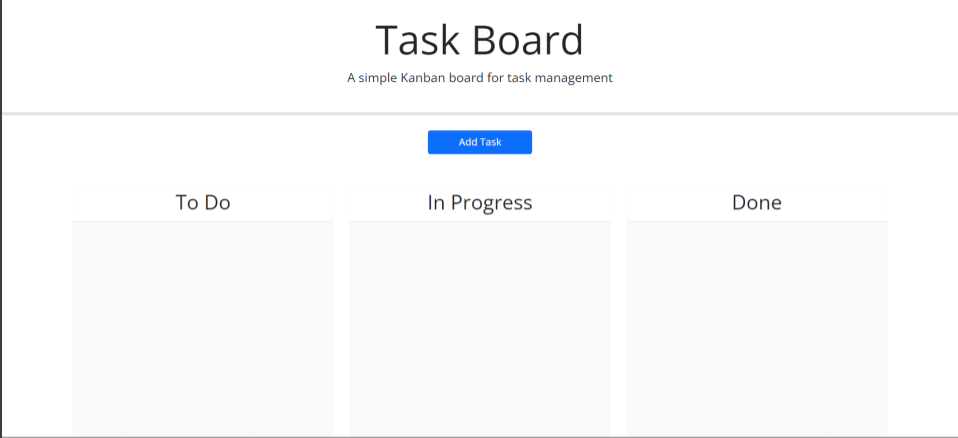 Task Board
A simple Kanban board for task management
Add Task
To Do
In Progress
Done